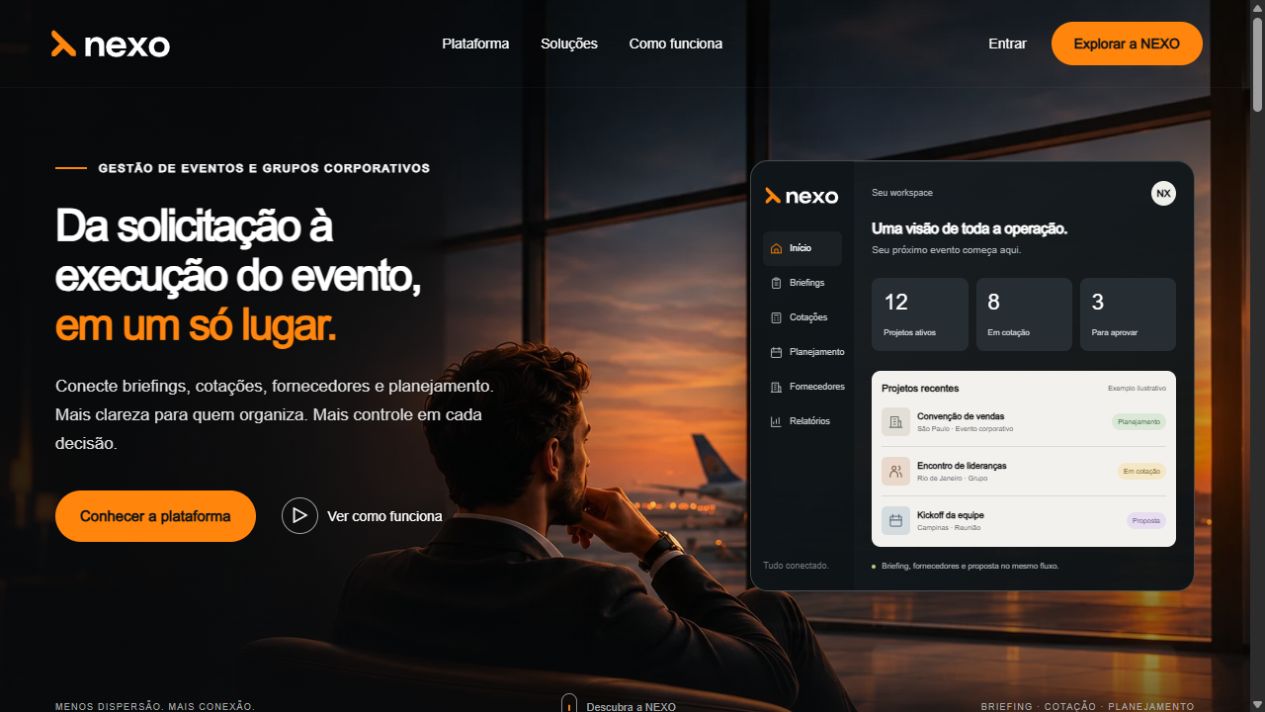 nexo
Plataforma
Soluções
Como funciona
Entrar
Explorar a NEXO
GESTÃO DE EVENTOS E GRUPOS CORPORATIVOS
Da solicitação à
execução do evento,
em um só lugar.
Conecte briefings, cotações, fornecedores e planejamento.
Mais clareza para quem organiza. Mais controle em cada
decisão.
Conhecer a plataforma
Ver como funciona
nexo
Início
Briefings
Cotações
Planejamento
Fornecedores
Relatórios
Tudo conectado.
Seu workspace
NX
Uma visão de toda a operação.
Seu próximo evento começa aqui.
12
Projetos ativos
8
Em cotação
3
Para aprovar
Projetos recentes
Exemplo ilustrativo
Convenção de vendas
São Paulo · Evento corporativo
Planejamento
Encontro de lideranças
Rio de Janeiro · Grupo
Em cotação
Kickoff da equipe
Campinas · Reunião
Proposta
Briefing, fornecedores e proposta no mesmo fluxo.
MENOS DISPERSÃO. MAIS CONEXÃO.
Descubra a NEXO
BRIEFING · COTAÇÃO · PLANEJAMENTO